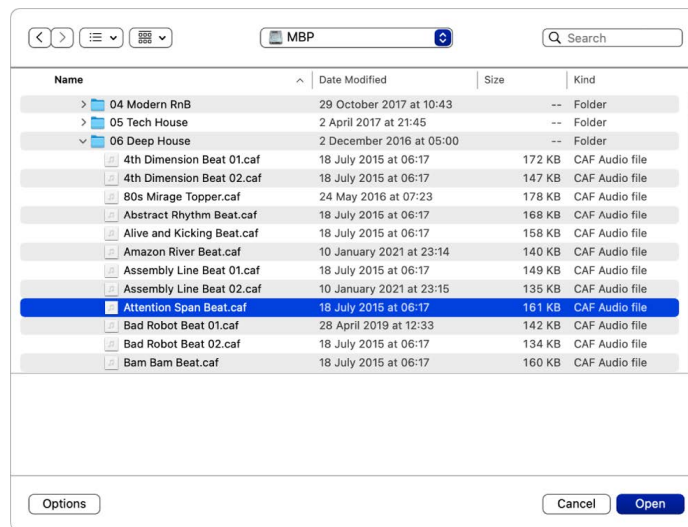 MBP
Search
Name Date Modified Size Kind
04 Modern RnB 29 October 2017 at 10:43 -- Folder
05 Tech House 2 April 2017 at 21:45 -- Folder
06 Deep House 2 December 2016 at 05:00 -- Folder
4th Dimension Beat 01.caf 18 July 2015 at 06:17 172 KB CAF Audio file
4th Dimension Beat 02.caf 18 July 2015 at 06:17 147 KB CAF Audio file
80s Mirage Topper.caf 24 May 2016 at 07:23 178 KB CAF Audio file
Abstract Rhythm Beat.caf 18 July 2015 at 06:17 168 KB CAF Audio file
Alive and Kicking Beat.caf 18 July 2015 at 06:17 158 KB CAF Audio file
Amazon River Beat.caf 10 January 2021 at 23:14 140 KB CAF Audio file
Assembly Line Beat 01.caf 18 July 2015 at 06:17 149 KB CAF Audio file
Assembly Line Beat 02.caf 10 January 2021 at 23:15 135 KB CAF Audio file
Attention Span Beat.caf 18 July 2015 at 06:17 161 KB CAF Audio file
Bad Robot Beat 01.caf 28 April 2019 at 12:33 142 KB CAF Audio file
Bad Robot Beat 02.caf 18 July 2015 at 06:17 134 KB CAF Audio file
Bam Bam Beat.caf 18 July 2015 at 06:17 160 KB CAF Audio file
Options Cancel Open